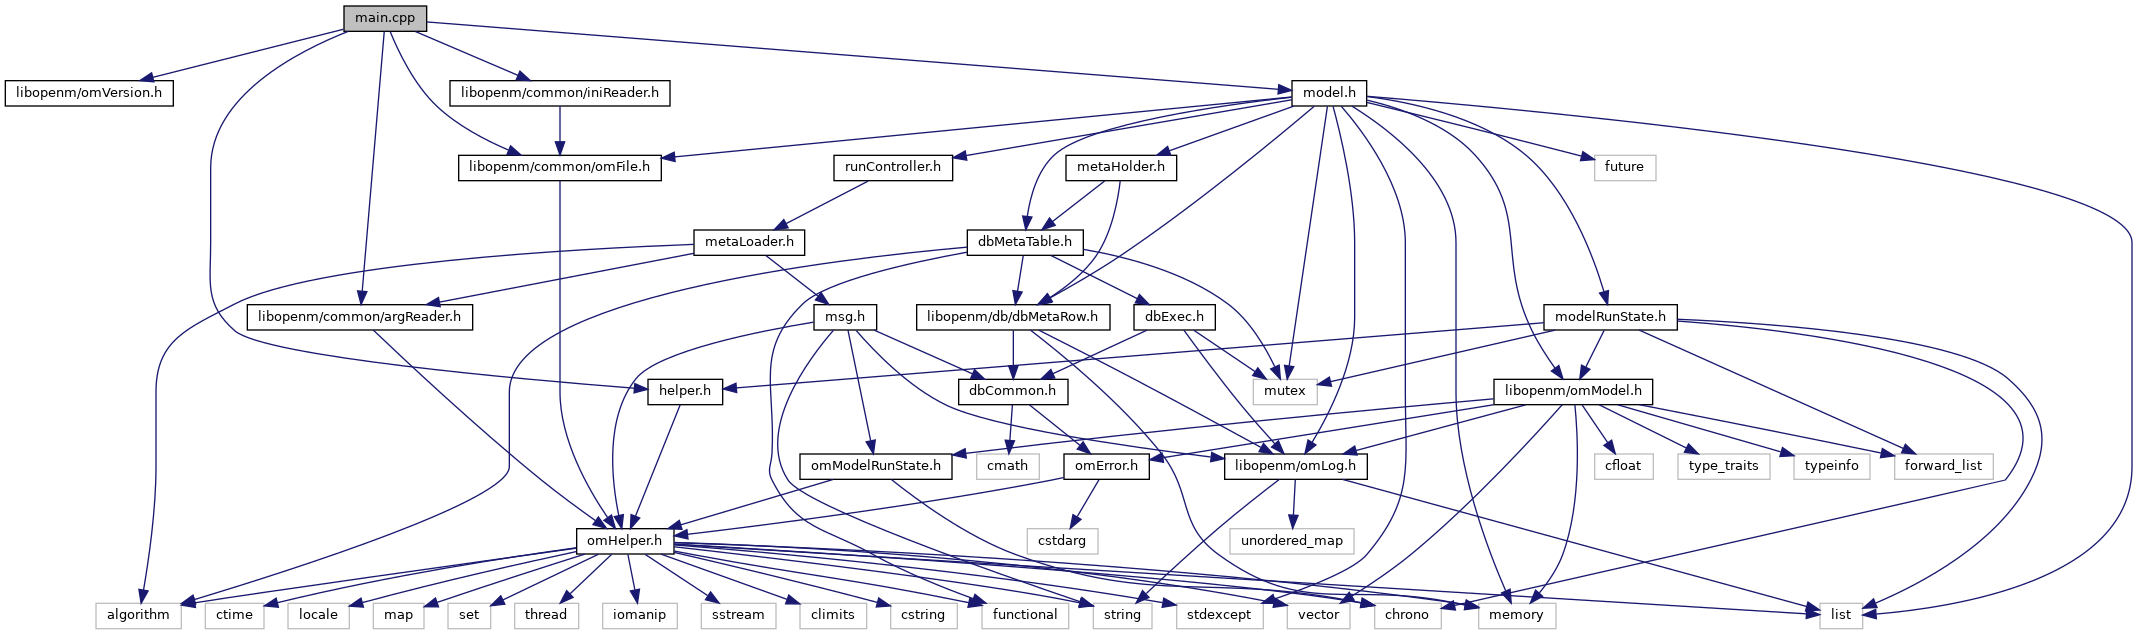 main.cpp
libopenm/omVersion.h
libopenm/common/iniReader.h
model.h
libopenm/common/omFile.h
runController.h
metaHolder.h
future
metaLoader.h
dbMetaTable.h
libopenm/common/argReader.h
msg.h
libopenm/db/dbMetaRow.h
dbExec.h
modelRunState.h
helper.h
dbCommon.h
mutex
libopenm/omModel.h
omModelRunState.h
cmath
omError.h
libopenm/omLog.h
cfloat
type_traits
typeinfo
forward_list
omHelper.h
cstdarg
unordered_map
algorithm
ctime
locale
map
set
thread
iomanip
sstream
climits
cstring
functional
string
stdexcept
vector
chrono
memory
list